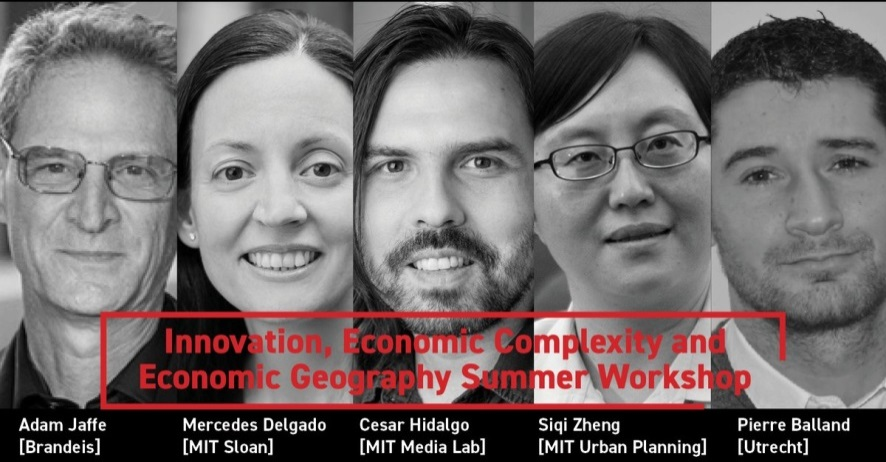 Innovation, Economic Complexity and
Economic Geography Summer Workshop
Adam Jaffe
[Brandeis]
Mercedes Delgado
[MIT Sloan]
Cesar Hidalgo
[MIT Media Lab]
Siqi Zheng
[MIT Urban Planning]
Pierre Balland
[Utrecht]